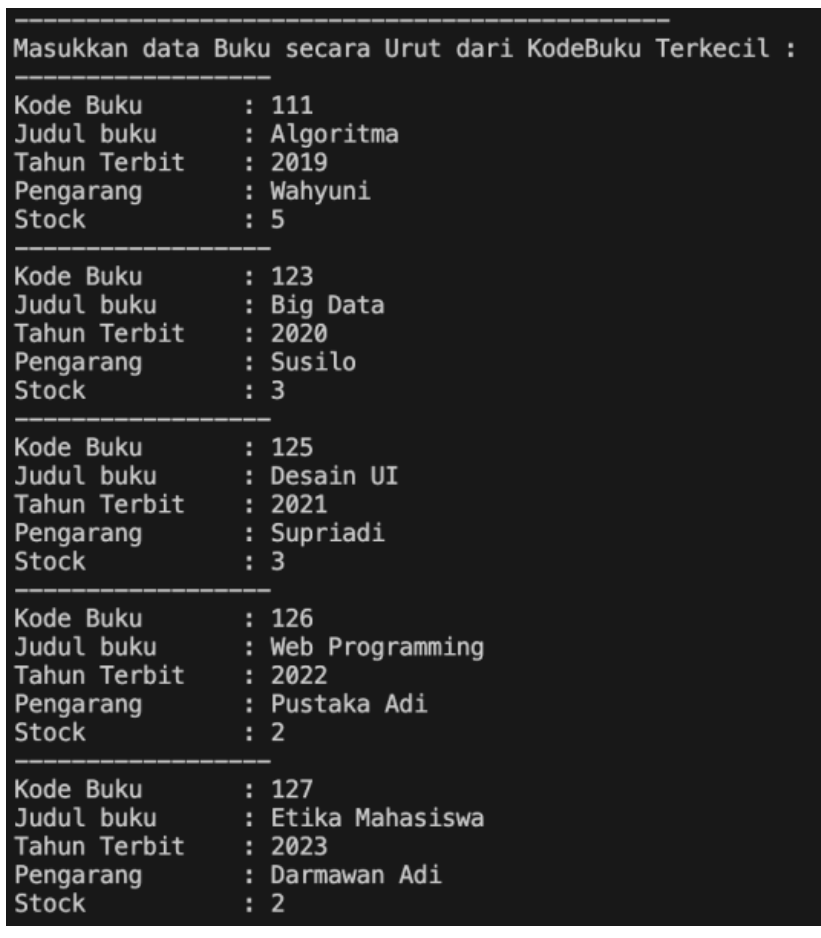 ----------------------------------------------
Masukkan data Buku secara Urut dari KodeBuku Terkecil :
------------------
Kode Buku       : 111
Judul buku      : Algoritma
Tahun Terbit    : 2019
Pengarang       : Wahyuni
Stock           : 5
------------------
Kode Buku       : 123
Judul buku      : Big Data
Tahun Terbit    : 2020
Pengarang       : Susilo
Stock           : 3
------------------
Kode Buku       : 125
Judul buku      : Desain UI
Tahun Terbit    : 2021
Pengarang       : Supriadi
Stock           : 3
------------------
Kode Buku       : 126
Judul buku      : Web Programming
Tahun Terbit    : 2022
Pengarang       : Pustaka Adi
Stock           : 2
------------------
Kode Buku       : 127
Judul buku      : Etika Mahasiswa
Tahun Terbit    : 2023
Pengarang       : Darmawan Adi
Stock           : 2